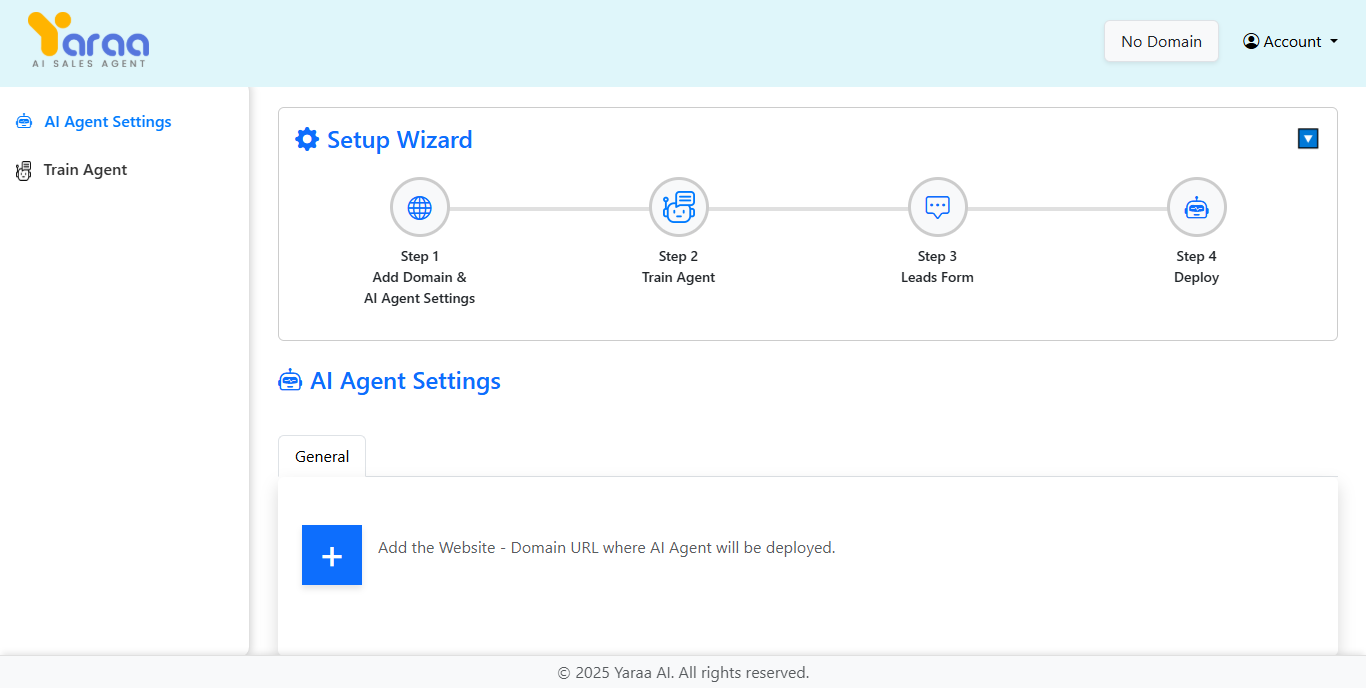 Yaraa
AI SALES AGENT
No Domain
Account
AI Agent Settings
Train Agent
Setup Wizard
Step 1
Add Domain &
AI Agent Settings
Step 2
Train Agent
Step 3
Leads Form
Step 4
Deploy
AI Agent Settings
General
Add the Website - Domain URL where AI Agent will be deployed.
© 2025 Yaraa AI. All rights reserved.